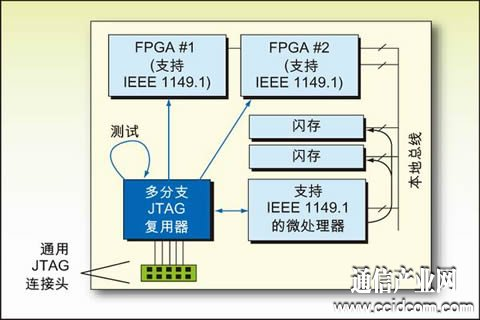 FPGA #1
(支持
IEEE 1149.1)
FPGA #2
(支持
IEEE 1149.1)
测试
闪存
闪存
本地总线
多分支
JTAG
复用器
支持
IEEE 1149.1
的微处理器
通用
JTAG
连接头
通信产业网
www.ccidcom.com